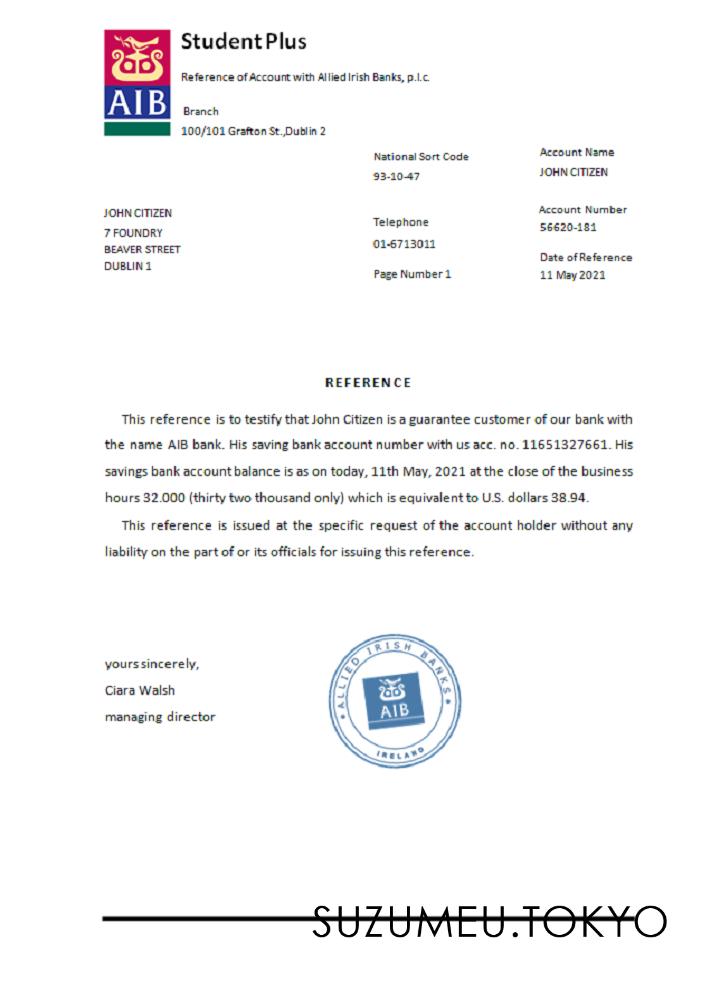 StudentPlus
Reference of Account with Allied Irish Banks, p.l.c.
AIB
Branch
100/101 Grafton St.,Dublin 2
National Sort Code
93-10-47
Account Name
JOHN CITIZEN
JOHN CITIZEN
7 FOUNDRY
BEAVER STREET
DUBLIN 1
Telephone
01-6713011
Page Number 1
Account Number
56620-181
Date of Reference
11 May 2021
REFERENCE
This reference is to testify that John Citizen is a guarantee customer of our bank with
the name AIB bank. His saving bank account number with us acc. no. 11651327661. His
savings bank account balance is as on today, 11th May, 2021 at the close of the business
hours 32.000 (thirty two thousand only) which is equivalent to U.S. dollars 38.94.
This reference is issued at the specific request of the account holder without any
liability on the part of or its officials for issuing this reference.
yours sincerely,
Ciara Walsh
managing director
ALLIED IRISH BANKS
AIB
IRELAND
SUZUMEU.TOKYO